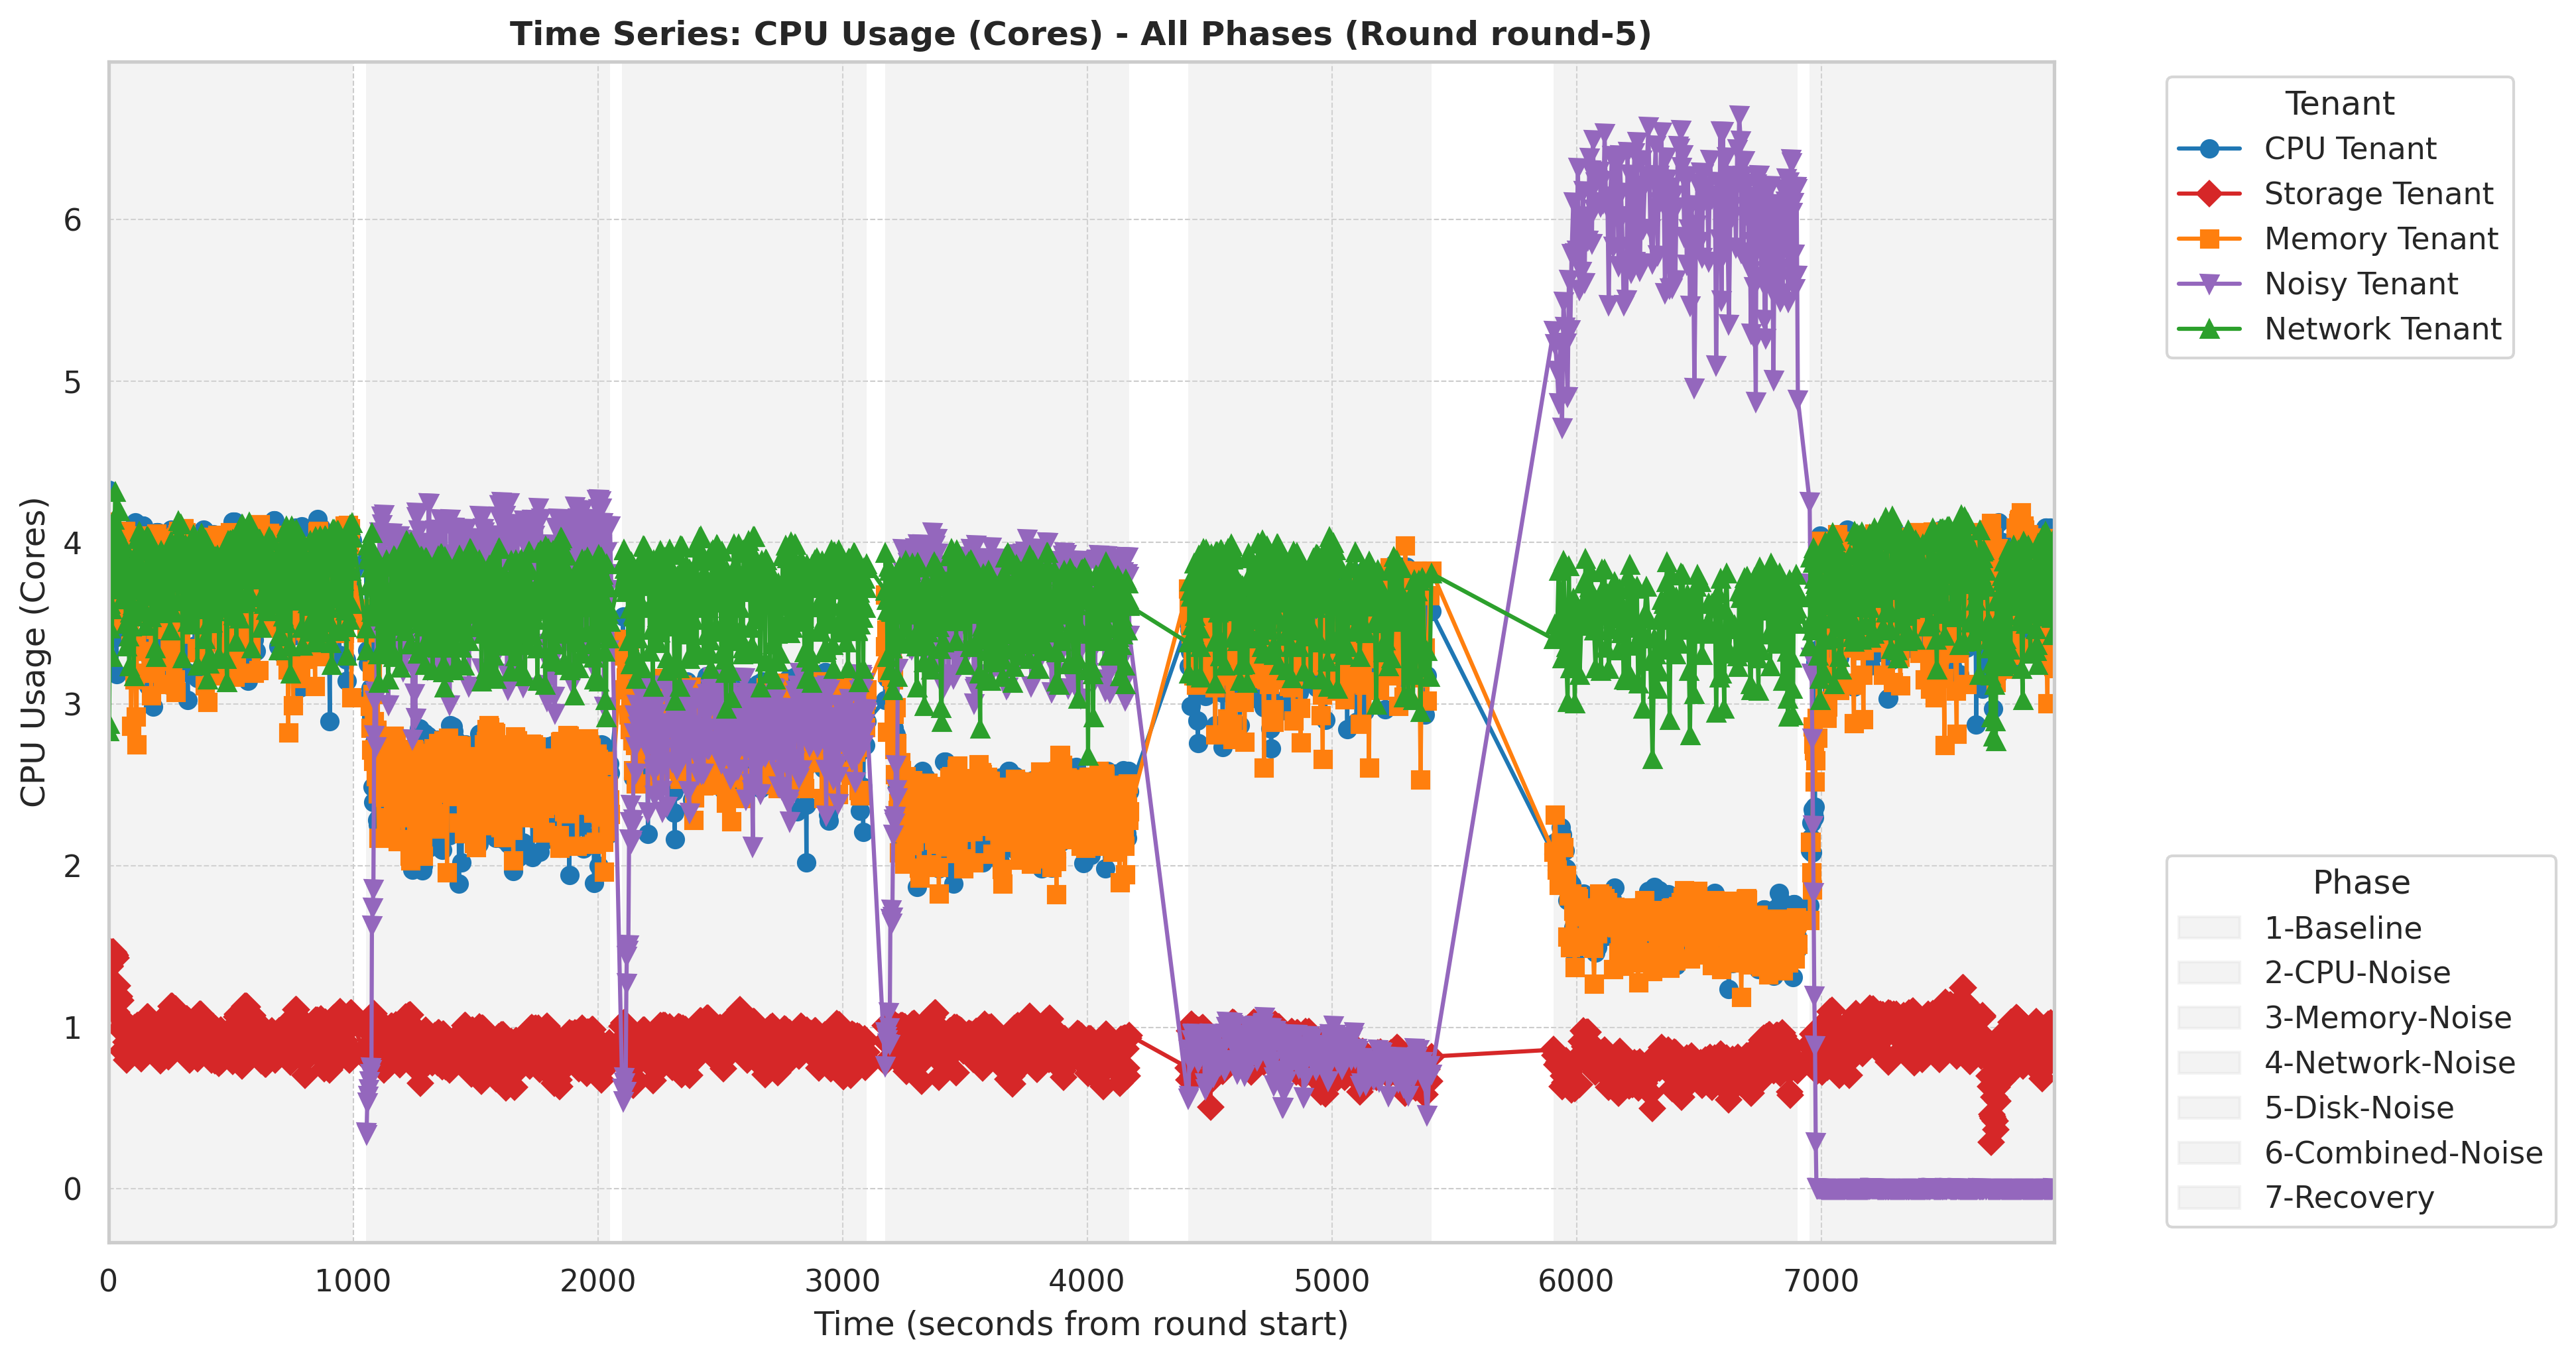 Time Series: CPU Usage (Cores) - All Phases (Round round-5)
Tenant
CPU Tenant
Storage Tenant
Memory Tenant
Noisy Tenant
Network Tenant
CPU Usage (Cores)
6
5
4
3
2
1
0
Phase
1-Baseline
2-CPU-Noise
3-Memory-Noise
4-Network-Noise
5-Disk-Noise
6-Combined-Noise
7-Recovery
0 1000 2000 3000 4000 5000 6000 7000
Time (seconds from round start)